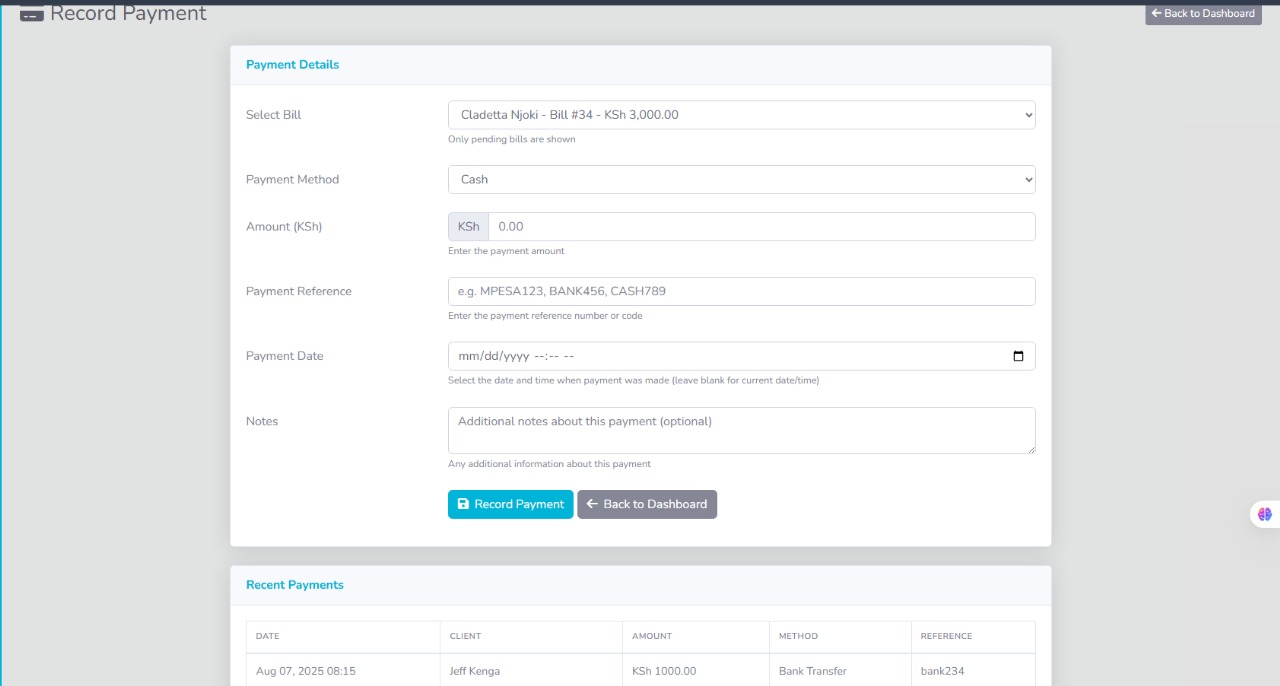 Record Payment
Back to Dashboard
Payment Details
Select Bill
Cladetta Njoki - Bill #34 - KSh 3,000.00
Only pending bills are shown
Payment Method
Cash
Amount (KSh)
KSh 0.00
Enter the payment amount
Payment Reference
e.g. MPESA123, BANK456, CASH789
Enter the payment reference number or code
Payment Date
mm/dd/yyyy --:-- --
Select the date and time when payment was made (leave blank for current date/time)
Notes
Additional notes about this payment (optional)
Any additional information about this payment
Record Payment Back to Dashboard
Recent Payments
DATE CLIENT AMOUNT METHOD REFERENCE
Aug 07, 2025 08:15 Jeff Kenga KSh 1000.00 Bank Transfer bank234